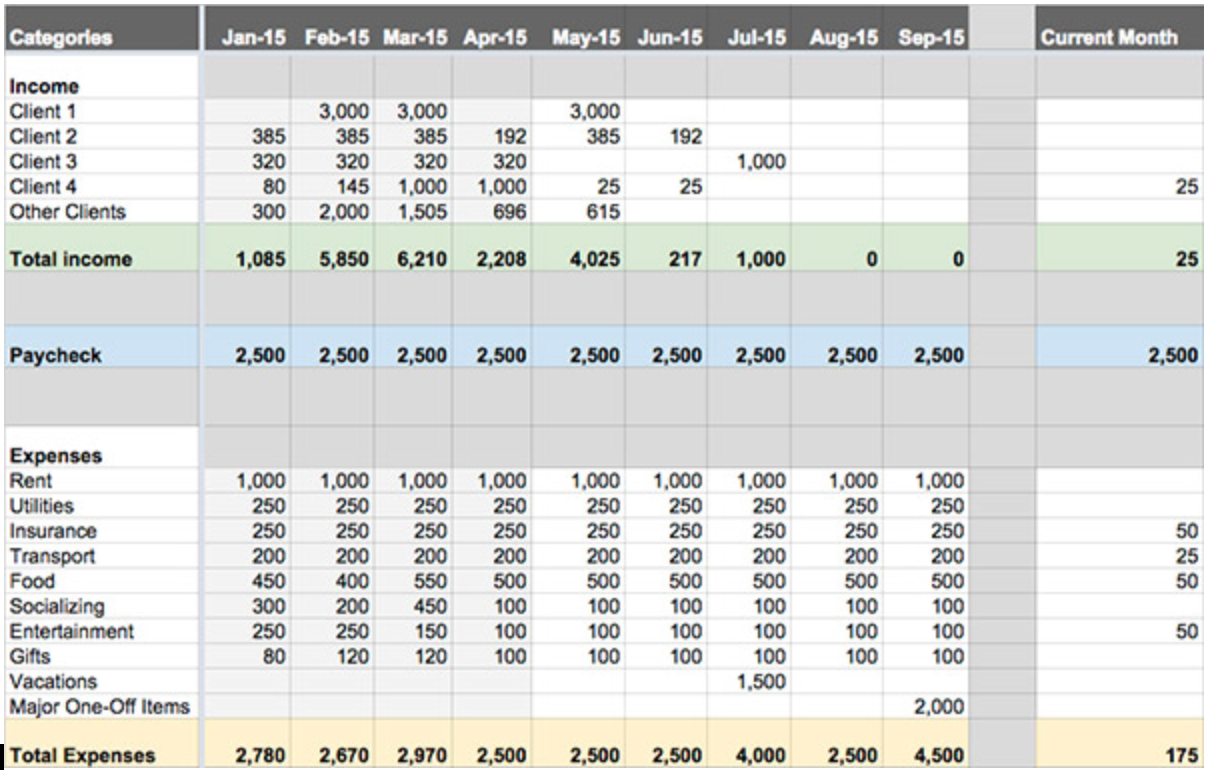 Categories Jan-15 Feb-15 Mar-15 Apr-15 May-15 Jun-15 Jul-15 Aug-15 Sep-15 Current Month
Income
Client 1 3,000 3,000 3,000
Client 2 385 385 385 192 385 192
Client 3 320 320 320 320 1,000
Client 4 80 145 1,000 1,000 25 25 25
Other Clients 300 2,000 1,505 696 615
Total income 1,085 5,850 6,210 2,208 4,025 217 1,000 0 0 25
Paycheck 2,500 2,500 2,500 2,500 2,500 2,500 2,500 2,500 2,500 2,500
Expenses
Rent 1,000 1,000 1,000 1,000 1,000 1,000 1,000 1,000 1,000
Utilities 250 250 250 250 250 250 250 250 250
Insurance 250 250 250 250 250 250 250 250 250 50
Transport 200 200 200 200 200 200 200 200 200 25
Food 450 400 550 500 500 500 500 500 500 50
Socializing 300 200 450 100 100 100 100 100 100
Entertainment 250 250 150 100 100 100 100 100 100 50
Gifts 80 120 120 100 100 100 100 100 100
Vacations 1,500
Major One-Off Items 2,000
Total Expenses 2,780 2,670 2,970 2,500 2,500 2,500 4,000 2,500 4,500 175